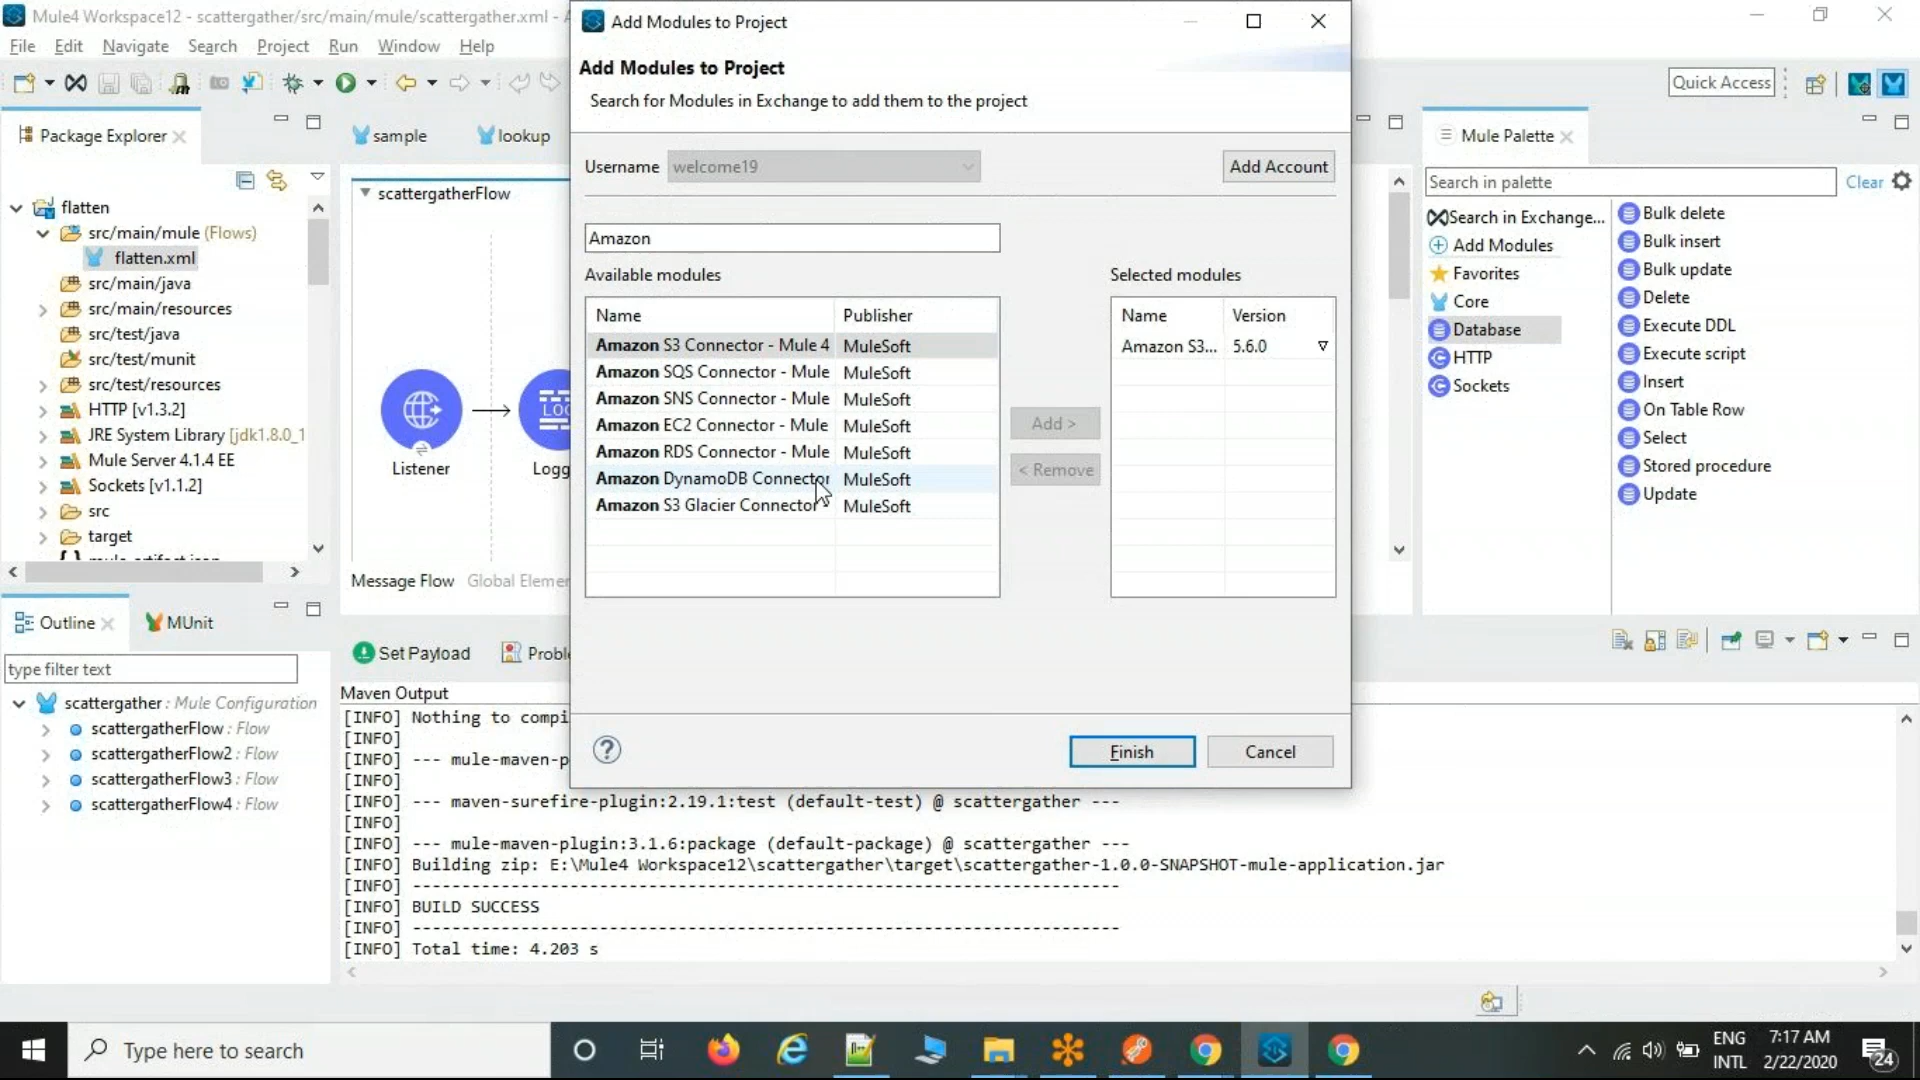 Mule4 Workspace12 - scattergather/src/main/mule/scattergather.xml - A
File Edit Navigate Search Project Run Window Help
Quick Access
Package Explorer
flatten
src/main/mule (Flows)
flatten.xml
src/main/java
src/main/resources
src/test/java
src/test/munit
src/test/resources
HTTP [v1.3.2]
JRE System Library [jdk1.8.0_1
Mule Server 4.1.4 EE
Sockets [v1.1.2]
src
target
Outline
MUnit
type filter text
scattergather : Mule Configuration
scattergatherFlow : Flow
scattergatherFlow2 : Flow
scattergatherFlow3 : Flow
scattergatherFlow4 : Flow
sample
lookup
scattergatherFlow
Listener
LOG
Logg
Message Flow
Global Elemen
Add Modules to Project
Add Modules to Project
Search for Modules in Exchange to add them to the project
Username
welcome19
Add Account
Amazon
Available modules
Name Publisher
Amazon S3 Connector - Mule 4 MuleSoft
Amazon SQS Connector - Mule MuleSoft
Amazon SNS Connector - Mule MuleSoft
Amazon EC2 Connector - Mule MuleSoft
Amazon RDS Connector - Mule MuleSoft
Amazon DynamoDB Connector MuleSoft
Amazon S3 Glacier Connector MuleSoft
Add >
< Remove
Selected modules
Name Version
Amazon S3... 5.6.0
Finish
Cancel
Mule Palette
Search in palette
Clear
Search in Exchange...
Add Modules
Favorites
Core
Database
HTTP
Sockets
Bulk delete
Bulk insert
Bulk update
Delete
Execute DDL
Execute script
Insert
On Table Row
Select
Stored procedure
Update
Set Payload
Proble
Maven Output
[INFO] Nothing to compi
[INFO]
[INFO] --- mule-maven-p
[INFO]
[INFO] --- maven-surefire-plugin:2.19.1:test (default-test) @ scattergather ---
[INFO]
[INFO] --- mule-maven-plugin:3.1.6:package (default-package) @ scattergather ---
[INFO] Building zip: E:\Mule4 Workspace12\scattergather\target\scattergather-1.0.0-SNAPSHOT-mule-application.jar
[INFO] ------------------------------------------------------------------------
[INFO] BUILD SUCCESS
[INFO] ------------------------------------------------------------------------
[INFO] Total time: 4.203 s
Type here to search
ENG
INTL
7:17 AM
2/22/2020
24